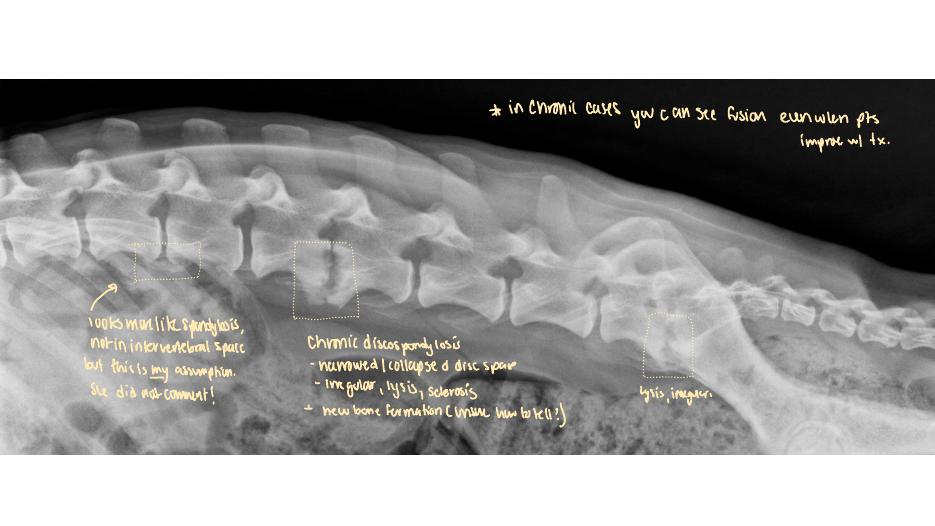 * in chronic cases you can see fusion even when pts
improve w/ tx.
looks more like spondylosis,
not in intervertebral space
but this is my assumption.
She did not comment!
Chronic discospondylosis
- narrowed / collapsed disc space
- irregular, lysis, sclerosis
+ new bone formation (unsure how to tell!)
lysis, irregular